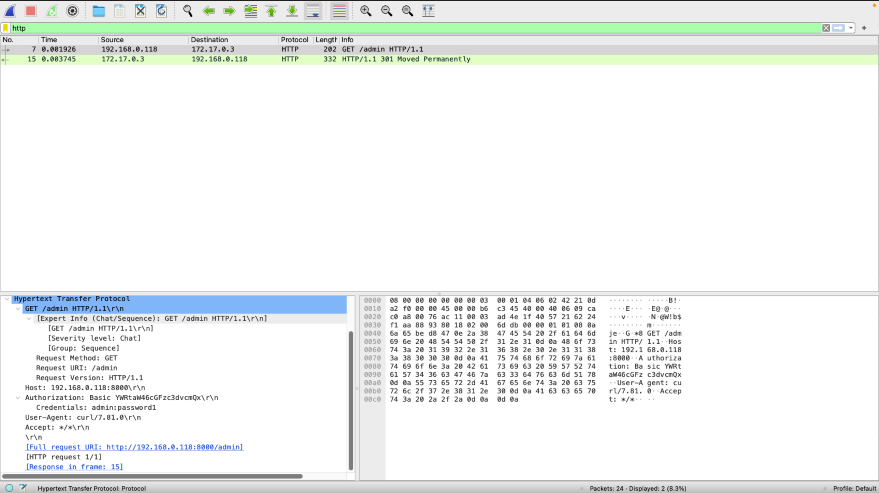 http
No. Time Source Destination Protocol Length Info
7 0.001926 192.168.0.118 172.17.0.3 HTTP 202 GET /admin HTTP/1.1
15 0.003745 172.17.0.3 192.168.0.118 HTTP 332 HTTP/1.1 301 Moved Permanently
Hypertext Transfer Protocol
GET /admin HTTP/1.1\r\n
[Expert Info (Chat/Sequence): GET /admin HTTP/1.1\r\n]
[GET /admin HTTP/1.1\r\n]
[Severity level: Chat]
[Group: Sequence]
Request Method: GET
Request URI: /admin
Request Version: HTTP/1.1
Host: 192.168.0.118:8000\r\n
Authorization: Basic YWRtaW46cGFzc3dvcmQx\r\n
Credentials: admin:password1
User-Agent: curl/7.81.0\r\n
Accept: */*\r\n
\r\n
[Full request URI: http://192.168.0.118:8000/admin]
[HTTP request 1/1]
[Response in frame: 15]
0000 08 00 00 00 00 00 00 03 00 01 04 06 02 42 21 0d ········ ·····B!·
0010 a2 f0 00 00 45 00 00 b6 c3 45 40 00 40 06 09 ca ····E··· ·E@·@···
0020 c0 a8 00 76 ac 11 00 03 ad 4e 1f 40 57 21 62 24 ···v···· ·N·@W!b$
0030 f1 aa 88 93 80 18 02 00 6d db 00 00 01 01 08 0a ········ m·······
0040 6a 65 bd d8 47 0e 2a 38 47 45 54 20 2f 61 64 6d je··G·*8 GET /adm
0050 69 6e 20 48 54 54 50 2f 31 2e 31 0d 0a 48 6f 73 in HTTP/ 1.1··Hos
0060 74 3a 20 31 39 32 2e 31 36 38 2e 30 2e 31 31 38 t: 192.1 68.0.118
0070 3a 38 30 30 30 0d 0a 41 75 74 68 6f 72 69 7a 61 :8000··A uthoriza
0080 74 69 6f 6e 3a 20 42 61 73 69 63 20 59 57 52 74 tion: Ba sic YWRt
0090 61 57 34 36 63 47 46 7a 63 33 64 76 63 6d 51 78 aW46cGFz c3dvcmQx
00a0 0d 0a 55 73 65 72 2d 41 67 65 6e 74 3a 20 63 75 ··User-A gent: cu
00b0 72 6c 2f 37 2e 38 31 2e 30 0d 0a 41 63 63 65 70 rl/7.81. 0··Accep
00c0 74 3a 20 2a 2f 2a 0d 0a 0d 0a t: */*·· ··
Hypertext Transfer Protocol: Protocol
Packets: 24 · Displayed: 2 (8.3%)
Profile: Default